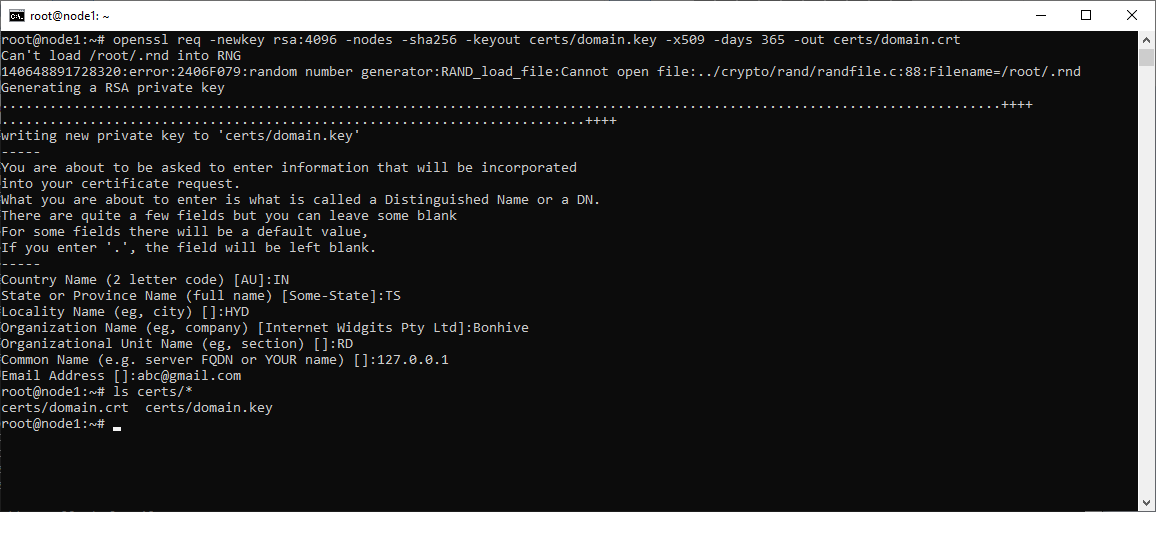 root@node1: ~
root@node1:~# openssl req -newkey rsa:4096 -nodes -sha256 -keyout certs/domain.key -x509 -days 365 -out certs/domain.crt
Can't load /root/.rnd into RNG
140648891728320:error:2406F079:random number generator:RAND_load_file:Cannot open file:../crypto/rand/randfile.c:88:Filename=/root/.rnd
Generating a RSA private key
.............................................................................................................................++++
.........................................................................++++
writing new private key to 'certs/domain.key'
-----
You are about to be asked to enter information that will be incorporated
into your certificate request.
What you are about to enter is what is called a Distinguished Name or a DN.
There are quite a few fields but you can leave some blank
For some fields there will be a default value,
If you enter '.', the field will be left blank.
-----
Country Name (2 letter code) [AU]:IN
State or Province Name (full name) [Some-State]:TS
Locality Name (eg, city) []:HYD
Organization Name (eg, company) [Internet Widgits Pty Ltd]:Bonhive
Organizational Unit Name (eg, section) []:RD
Common Name (e.g. server FQDN or YOUR name) []:127.0.0.1
Email Address []:abc@gmail.com
root@node1:~# ls certs/*
certs/domain.crt  certs/domain.key
root@node1:~#